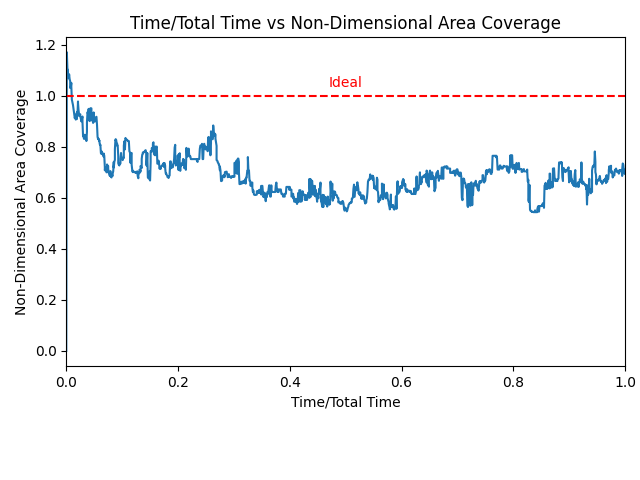 Time/Total Time vs Non-Dimensional Area Coverage
Non-Dimensional Area Coverage
1.2
1.0
0.8
0.6
0.4
0.2
0.0
Ideal
0.0 0.2 0.4 0.6 0.8 1.0
Time/Total Time